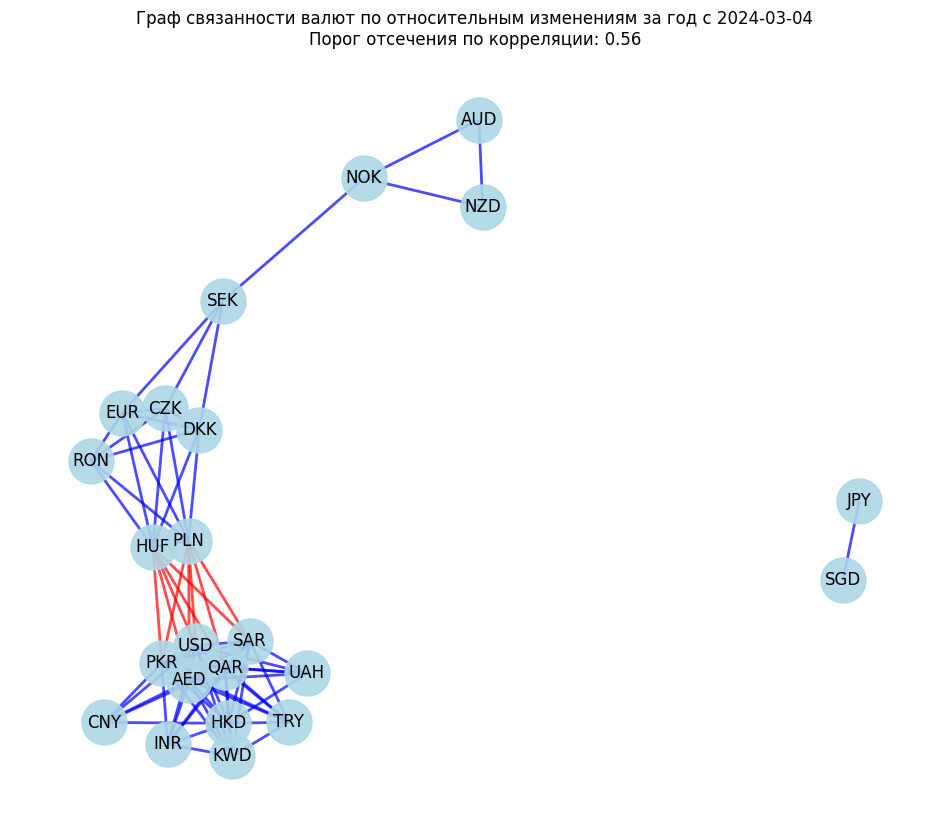 Граф связанности валют по относительным изменениям за год с 2024-03-04
Порог отсечения по корреляции: 0.56
AUD
NOK
NZD
SEK
EUR
CZK
DKK
RON
JPY
HUF
PLN
SGD
USD
SAR
PKR
QAR
AED
UAH
CNY
HKD
TRY
INR
KWD